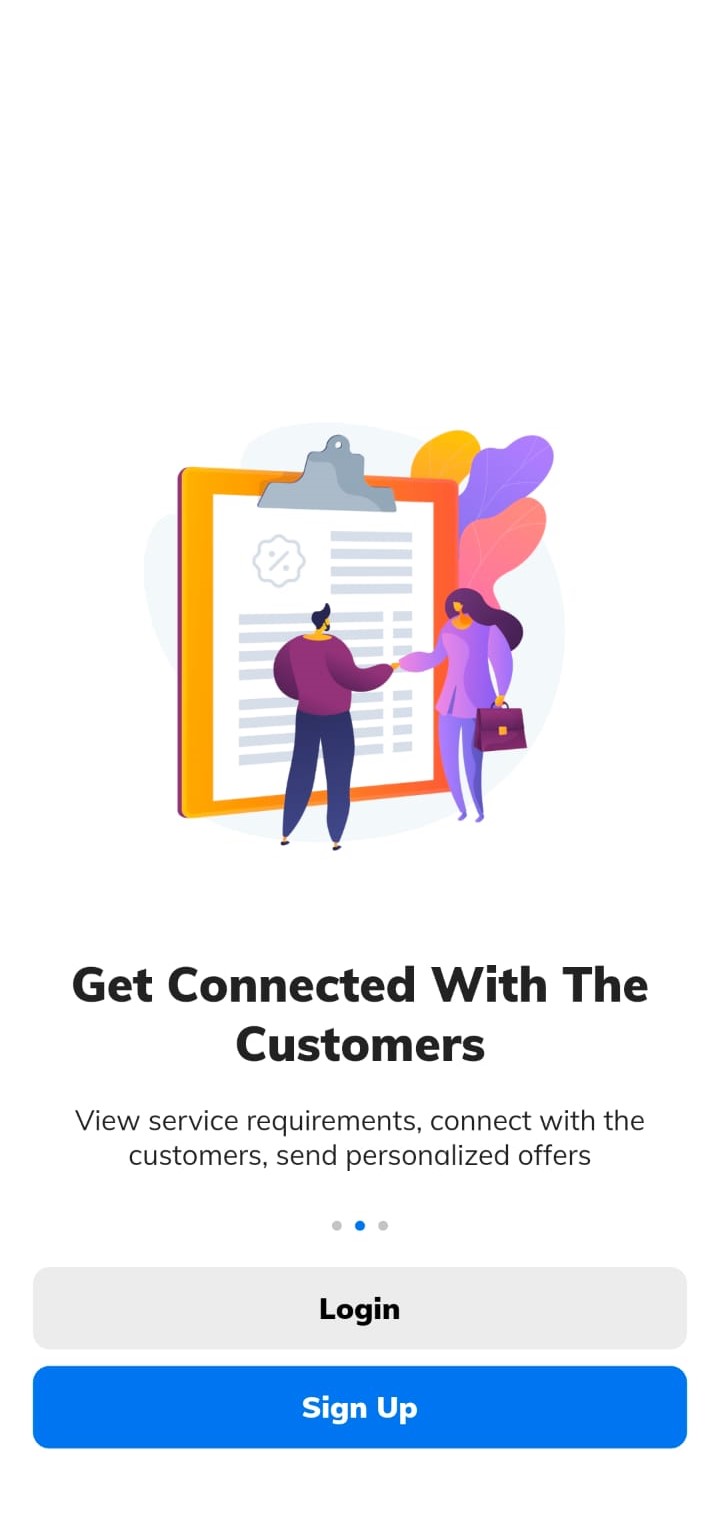 Get Connected With The
Customers
View service requirements, connect with the
customers, send personalized offers
Login
Sign Up